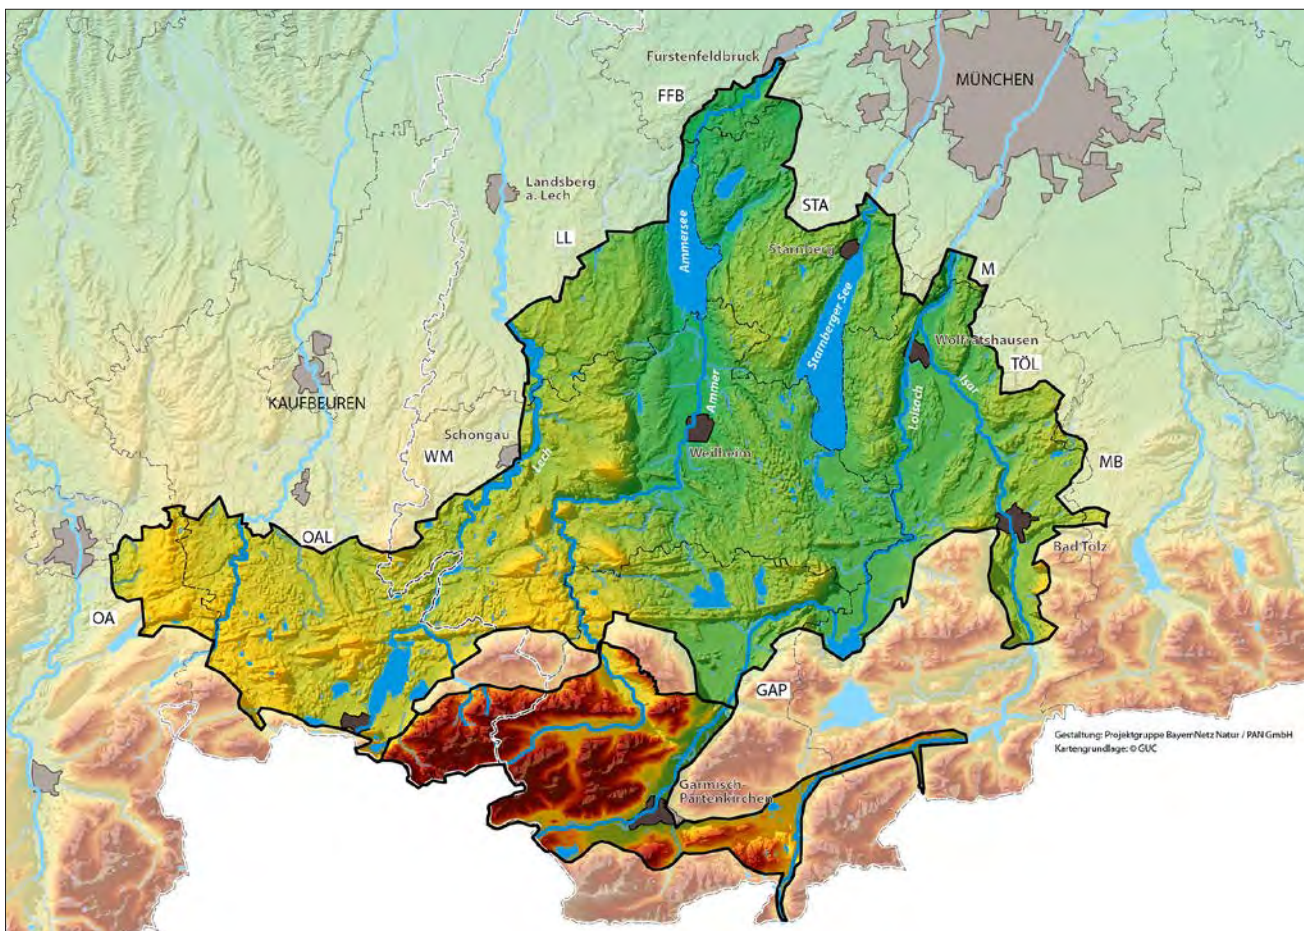 Fürstenfeldbruck
MÜNCHEN
FFB
Landsberg
a. Lech
STA
LL
Ammersee
Starnberg
M
Starnberger See
Wolfratshausen
TÖL
Isar
Loisach
Ammer
KAUFBEUREN
Schongau
WM
Lech
Weilheim
MB
OAL
Bad Tölz
OA
GAP
Gestaltung: Projektgruppe BayernNetz Natur / PAN GmbH
Kartengrundlage: © GUC
Garmisch-
Partenkirchen